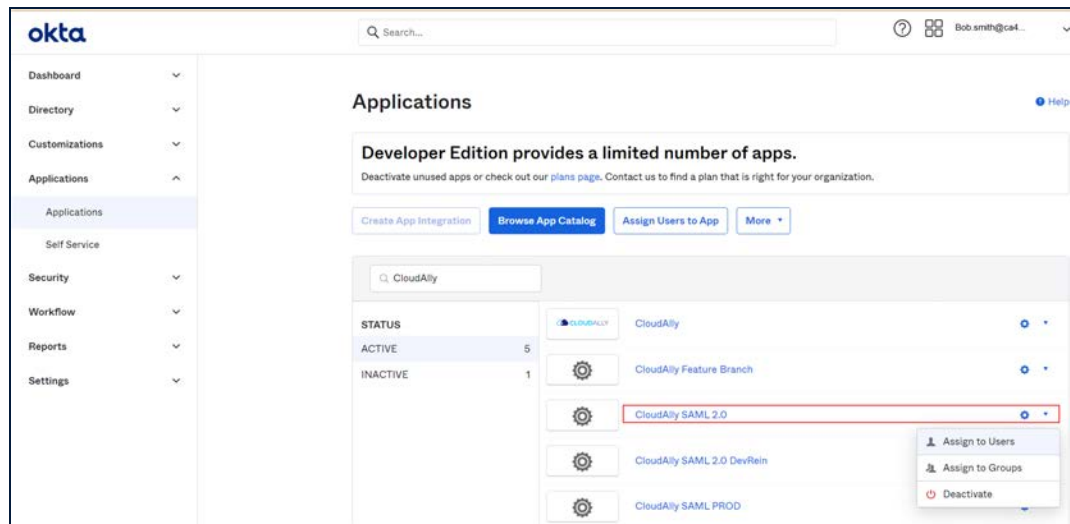 okta
Search...
Bob.smith@ca4...
Dashboard
Directory
Customizations
Applications
Applications
Self Service
Security
Workflow
Reports
Settings
Applications
Help
Developer Edition provides a limited number of apps.
Deactivate unused apps or check out our plans page. Contact us to find a plan that is right for your organization.
Create App Integration
Browse App Catalog
Assign Users to App
More
CloudAlly
STATUS
ACTIVE 5
INACTIVE 1
CLOUDALLY
CloudAlly
CloudAlly Feature Branch
CloudAlly SAML 2.0
Assign to Users
Assign to Groups
Deactivate
CloudAlly SAML 2.0 DevRein
CloudAlly SAML PROD